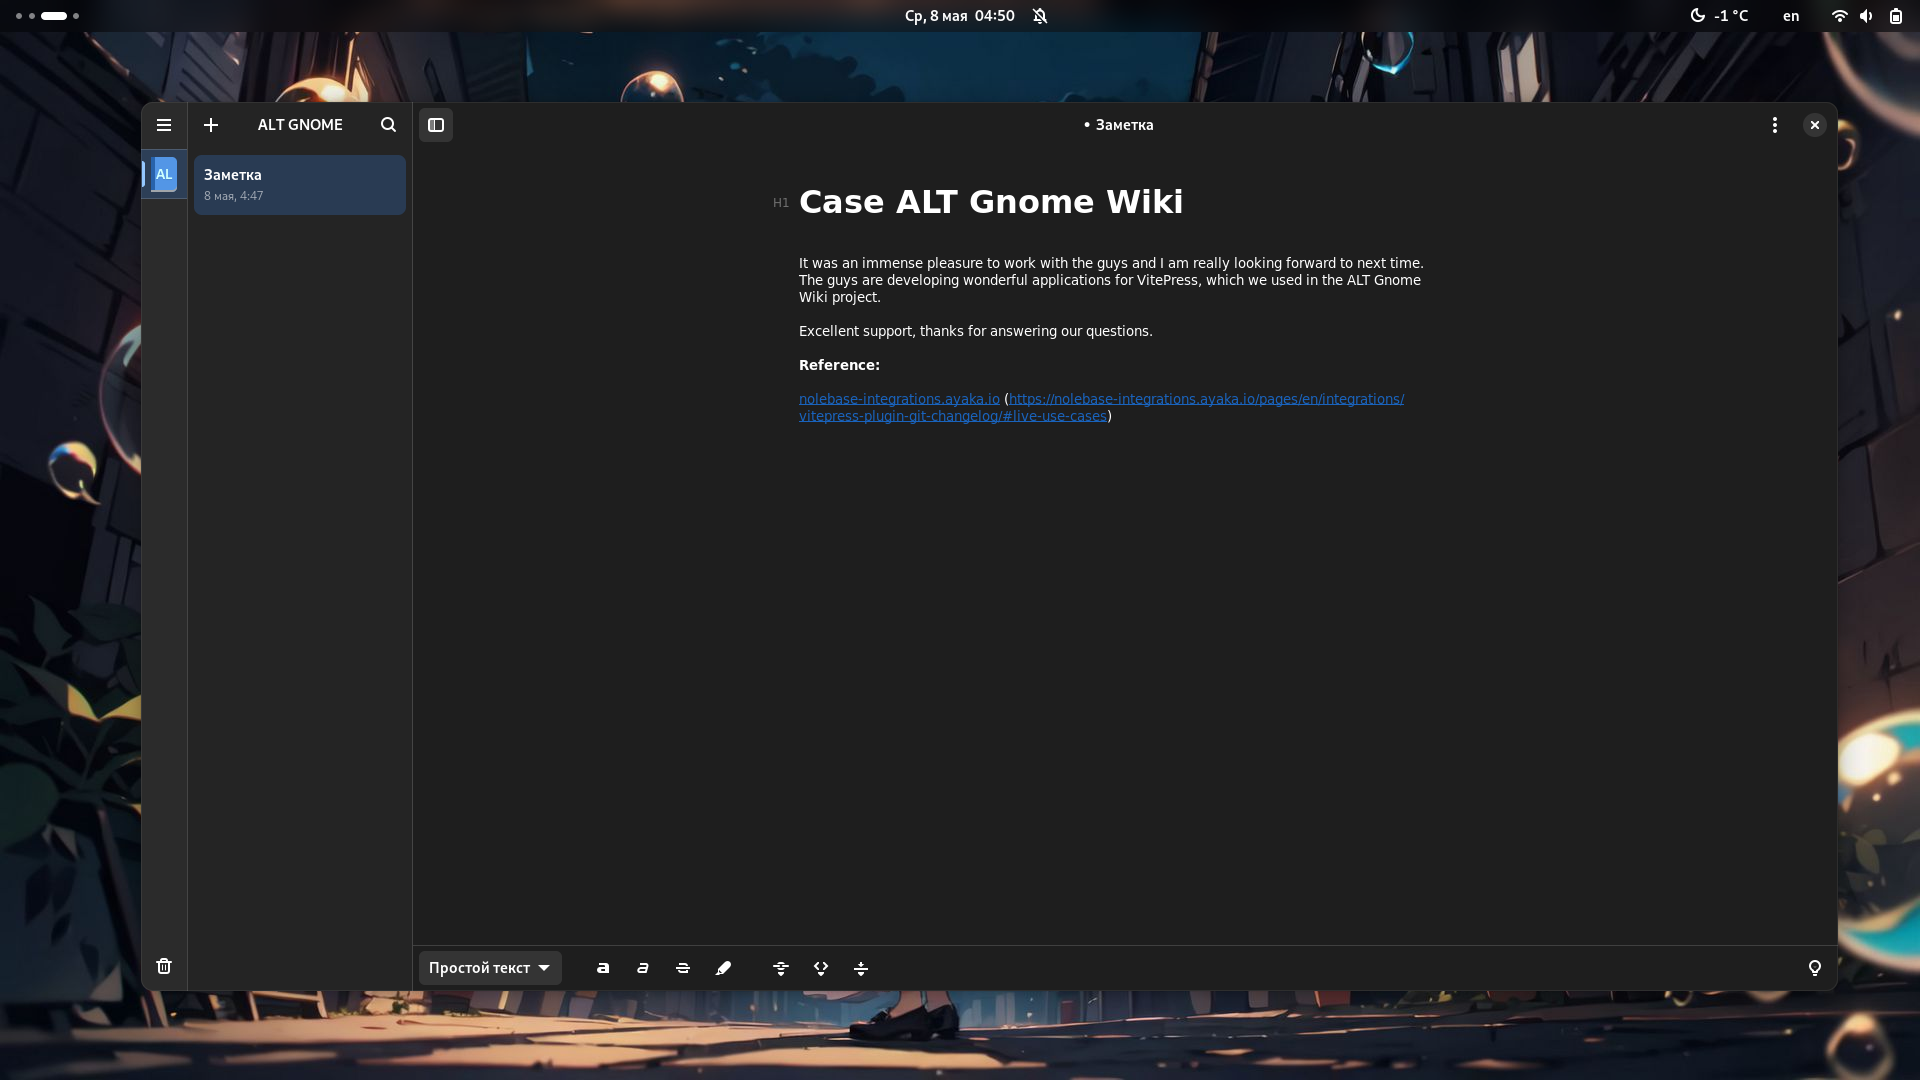 Ср, 8 мая 04:50
-1 °C
en
ALT GNOME
• Заметка
AL
Заметка
8 мая, 4:47
H1 Case ALT Gnome Wiki
It was an immense pleasure to work with the guys and I am really looking forward to next time.
The guys are developing wonderful applications for VitePress, which we used in the ALT Gnome
Wiki project.
Excellent support, thanks for answering our questions.
Reference:
nolebase-integrations.ayaka.io (https://nolebase-integrations.ayaka.io/pages/en/integrations/
vitepress-plugin-git-changelog/#live-use-cases)
Простой текст
a
a